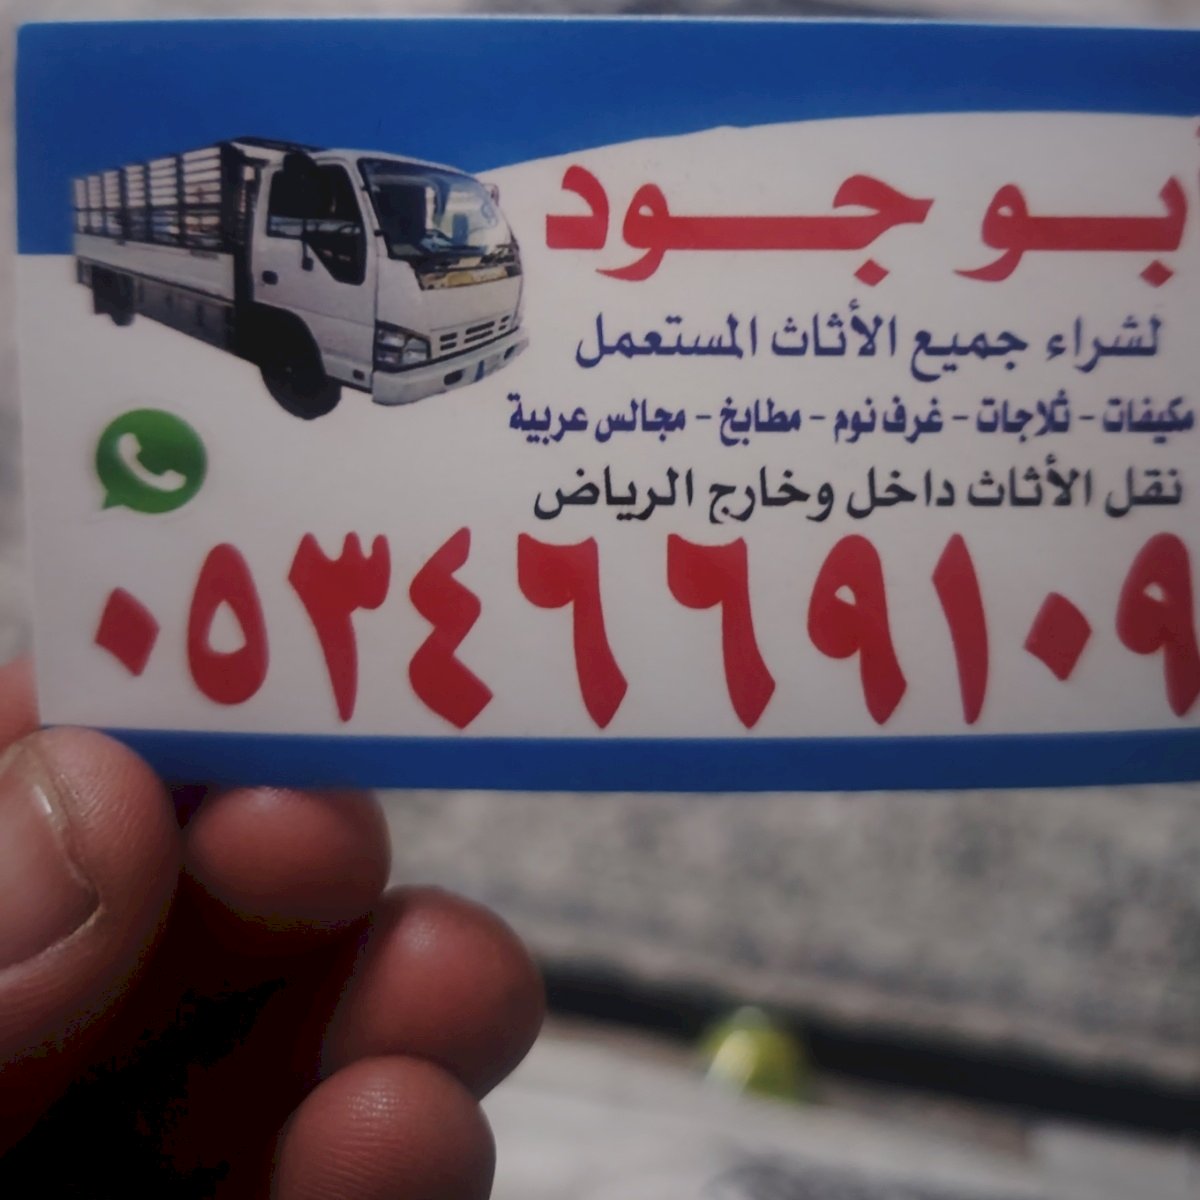 أبو جود
لشراء جميع الأثاث المستعمل
مكيفات - ثلاجات - غرف نوم - مطابخ - مجالس عربية
نقل الأثاث داخل وخارج الرياض
٠٥٣٤٦٦٩١٠٩